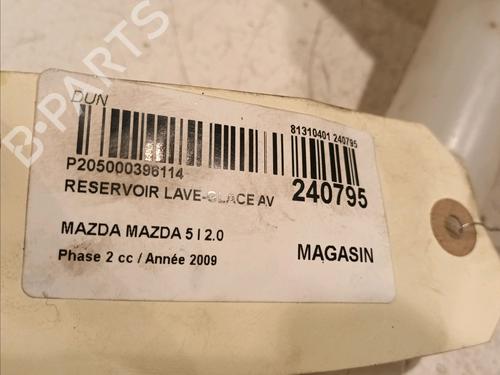 DUN
P205000396114
81310401 240795
RESERVOIR LAVE-GLACE AV
240795
MAZDA MAZDA 5 I 2.0
Phase 2 cc / Année 2009
MAGASIN
B-PARTS